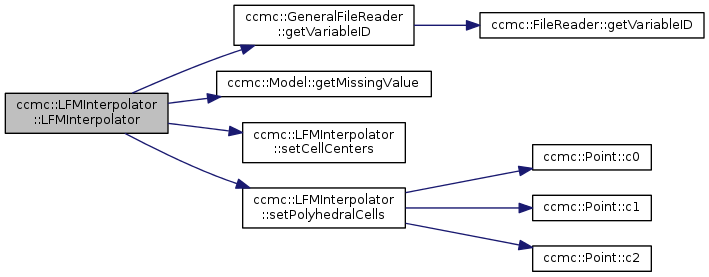 ccmc::LFMInterpolator
::LFMInterpolator
ccmc::GeneralFileReader
::getVariableID
ccmc::FileReader::getVariableID
ccmc::Model::getMissingValue
ccmc::LFMInterpolator
::setCellCenters
ccmc::LFMInterpolator
::setPolyhedralCells
ccmc::Point::c0
ccmc::Point::c1
ccmc::Point::c2